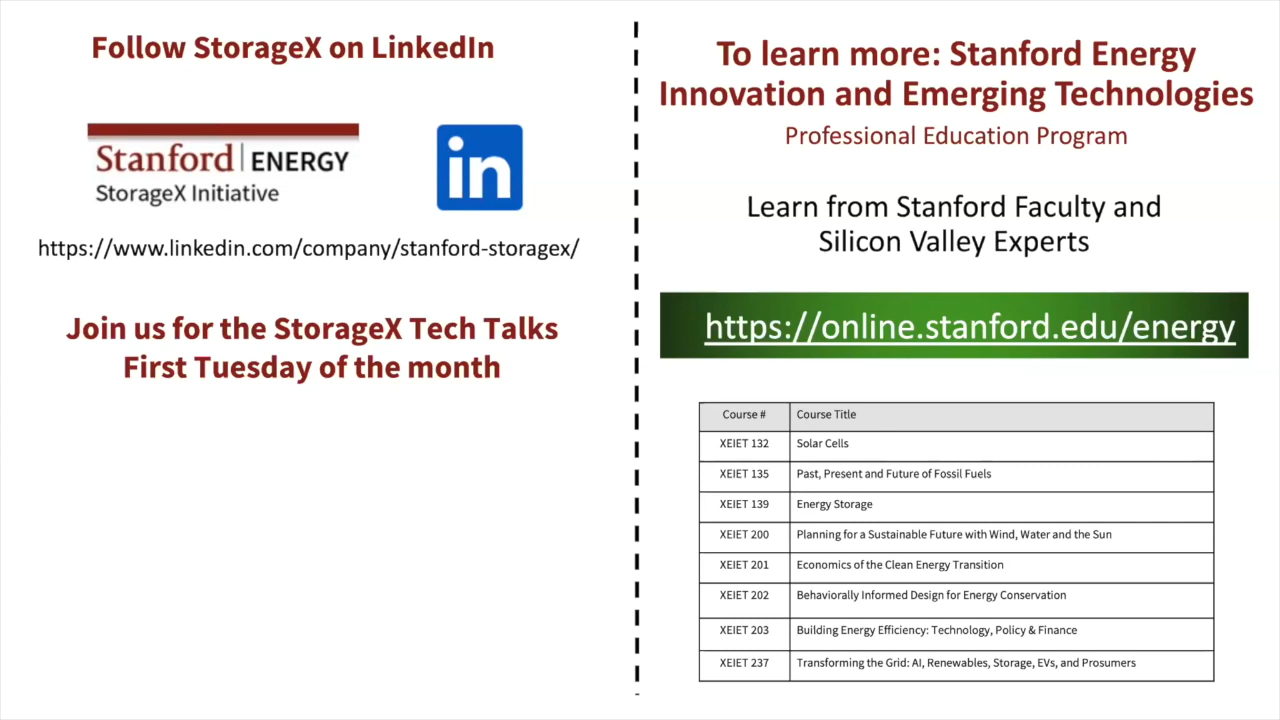 Follow StorageX on LinkedIn
Stanford | ENERGY
StorageX Initiative
in
https://www.linkedin.com/company/stanford-storagex/
Join us for the StorageX Tech Talks
First Tuesday of the month
To learn more: Stanford Energy
Innovation and Emerging Technologies
Professional Education Program
Learn from Stanford Faculty and
Silicon Valley Experts
https://online.stanford.edu/energy
Course # Course Title
XEIET 132 Solar Cells
XEIET 135 Past, Present and Future of Fossil Fuels
XEIET 139 Energy Storage
XEIET 200 Planning for a Sustainable Future with Wind, Water and the Sun
XEIET 201 Economics of the Clean Energy Transition
XEIET 202 Behaviorally Informed Design for Energy Conservation
XEIET 203 Building Energy Efficiency: Technology, Policy & Finance
XEIET 237 Transforming the Grid: AI, Renewables, Storage, EVs, and Prosumers